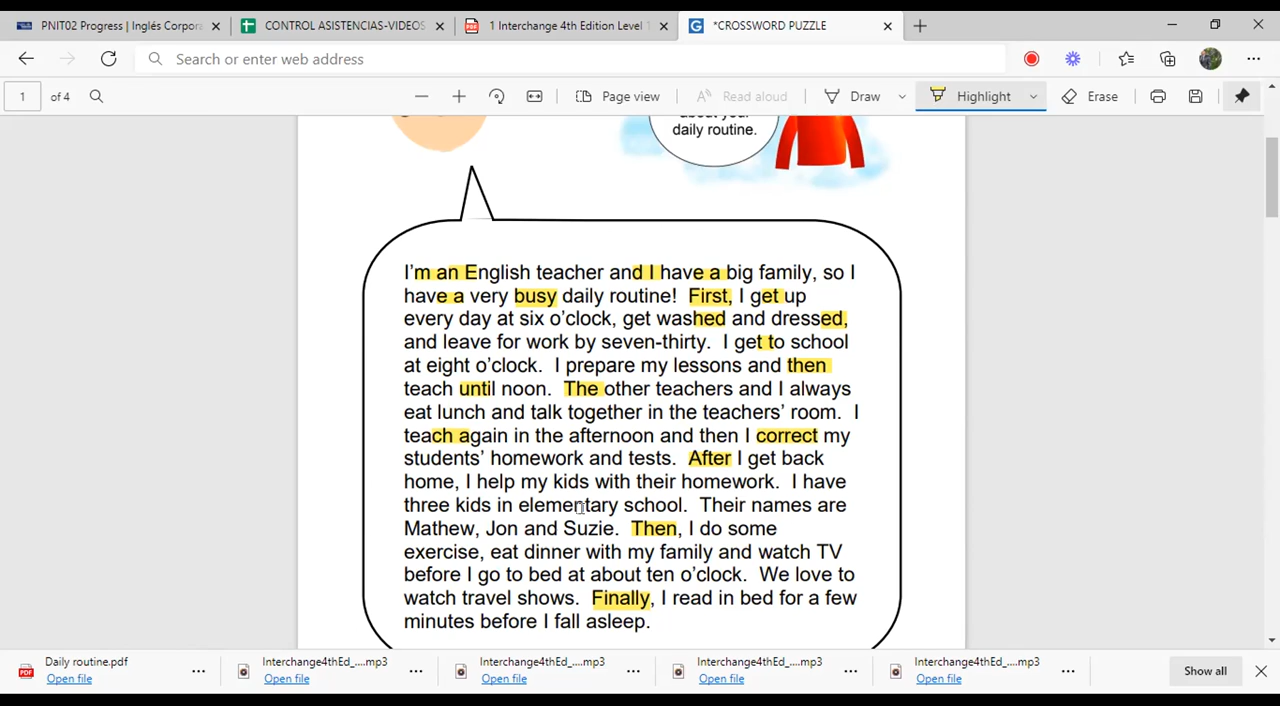 PNIT02 Progress | Inglés Corpora
CONTROL ASISTENCIAS-VIDEOS
1 Interchange 4th Edition Level 1
*CROSSWORD PUZZLE
Search or enter web address
1 of 4
Page view
Read aloud
Draw
Highlight
Erase
daily routine.
I'm an English teacher and I have a big family, so I
have a very busy daily routine! First, I get up
every day at six o'clock, get washed and dressed,
and leave for work by seven-thirty. I get to school
at eight o'clock. I prepare my lessons and then
teach until noon. The other teachers and I always
eat lunch and talk together in the teachers' room. I
teach again in the afternoon and then I correct my
students' homework and tests. After I get back
home, I help my kids with their homework. I have
three kids in elementary school. Their names are
Mathew, Jon and Suzie. Then, I do some
exercise, eat dinner with my family and watch TV
before I go to bed at about ten o'clock. We love to
watch travel shows. Finally, I read in bed for a few
minutes before I fall asleep.
Daily routine.pdf
Open file
Interchange4thEd_....mp3
Open file
Interchange4thEd_....mp3
Open file
Interchange4thEd_....mp3
Open file
Interchange4thEd_....mp3
Open file
Show all